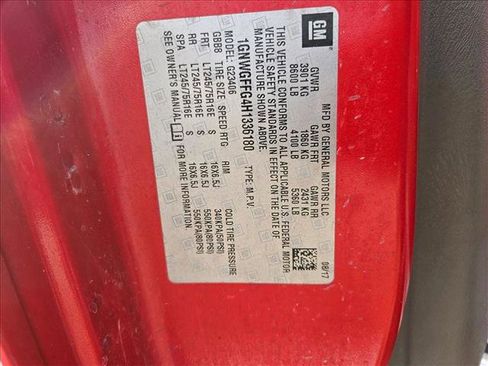 GM
MFD BY GENERAL MOTORS LLC
08/17
GVWR GAWR FRT GAWR RR
3901 KG 1860 KG 2431 KG
8600 LB 4100 LB 5360 LB
THIS VEHICLE CONFORMS TO ALL APPLICABLE U.S. FEDERAL MOTOR
VEHICLE SAFETY STANDARDS IN EFFECT ON THE DATE OF
MANUFACTURE SHOWN ABOVE.
1GNWGFFG4H1336180 TYPE: M.P.V.
MODEL: G23406
GBB8 TIRE SIZE SPEED RTG RIM COLD TIRE PRESSURE
FRT LT245/75R16E S 16X6.5J 340KPA(50PSI)
RR LT245/75R16E S 16X6.5J 550KPA(80PSI)
SPA LT245/75R16E S 16X6.5J 550KPA(80PSI)
SEE OWNER'S MANUAL FOR MORE INFORMATION.